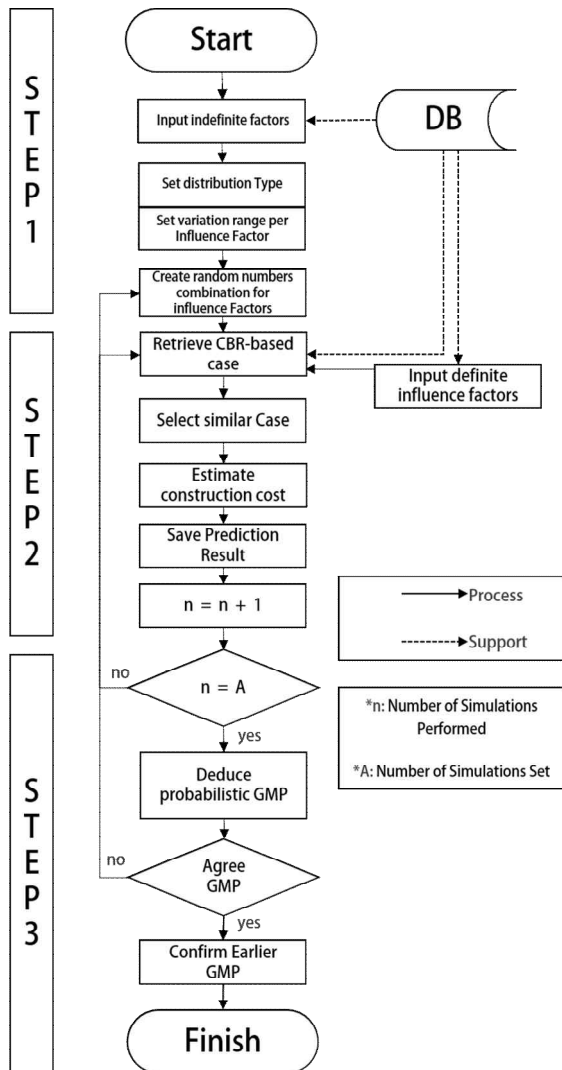 STEP1
Start
Input indefinite factors
DB
Set distribution Type
Set variation range per
Influence Factor
Create random numbers
combination for
influence Factors
STEP2
Retrieve CBR-based
case
Input definite
influence factors
Select similar Case
Estimate
construction cost
Save Prediction
Result
n = n + 1
Process
Support
STEP3
no
n = A
yes
*n: Number of Simulations
Performed
*A: Number of Simulations Set
Deduce
probabilistic GMP
no
Agree
GMP
yes
Confirm Earlier
GMP
Finish